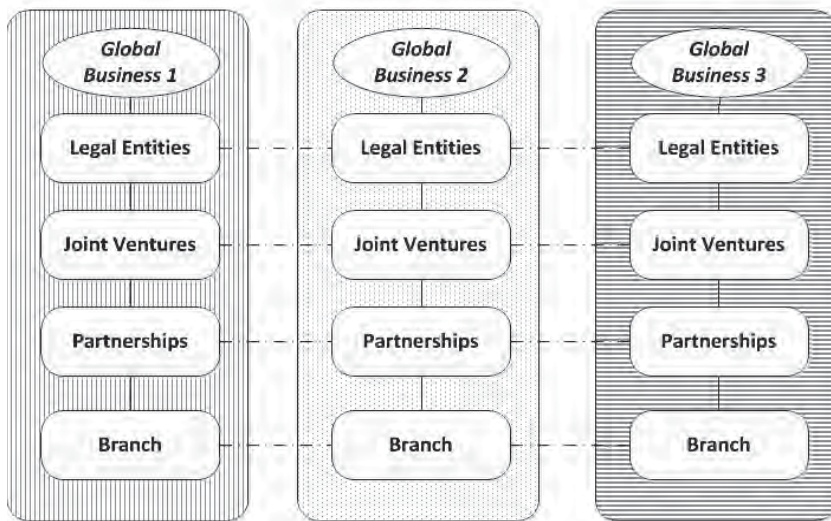 Global
Business 1
Global
Business 2
Global
Business 3
Legal Entities
Legal Entities
Legal Entities
Joint Ventures
Joint Ventures
Joint Ventures
Partnerships
Partnerships
Partnerships
Branch
Branch
Branch